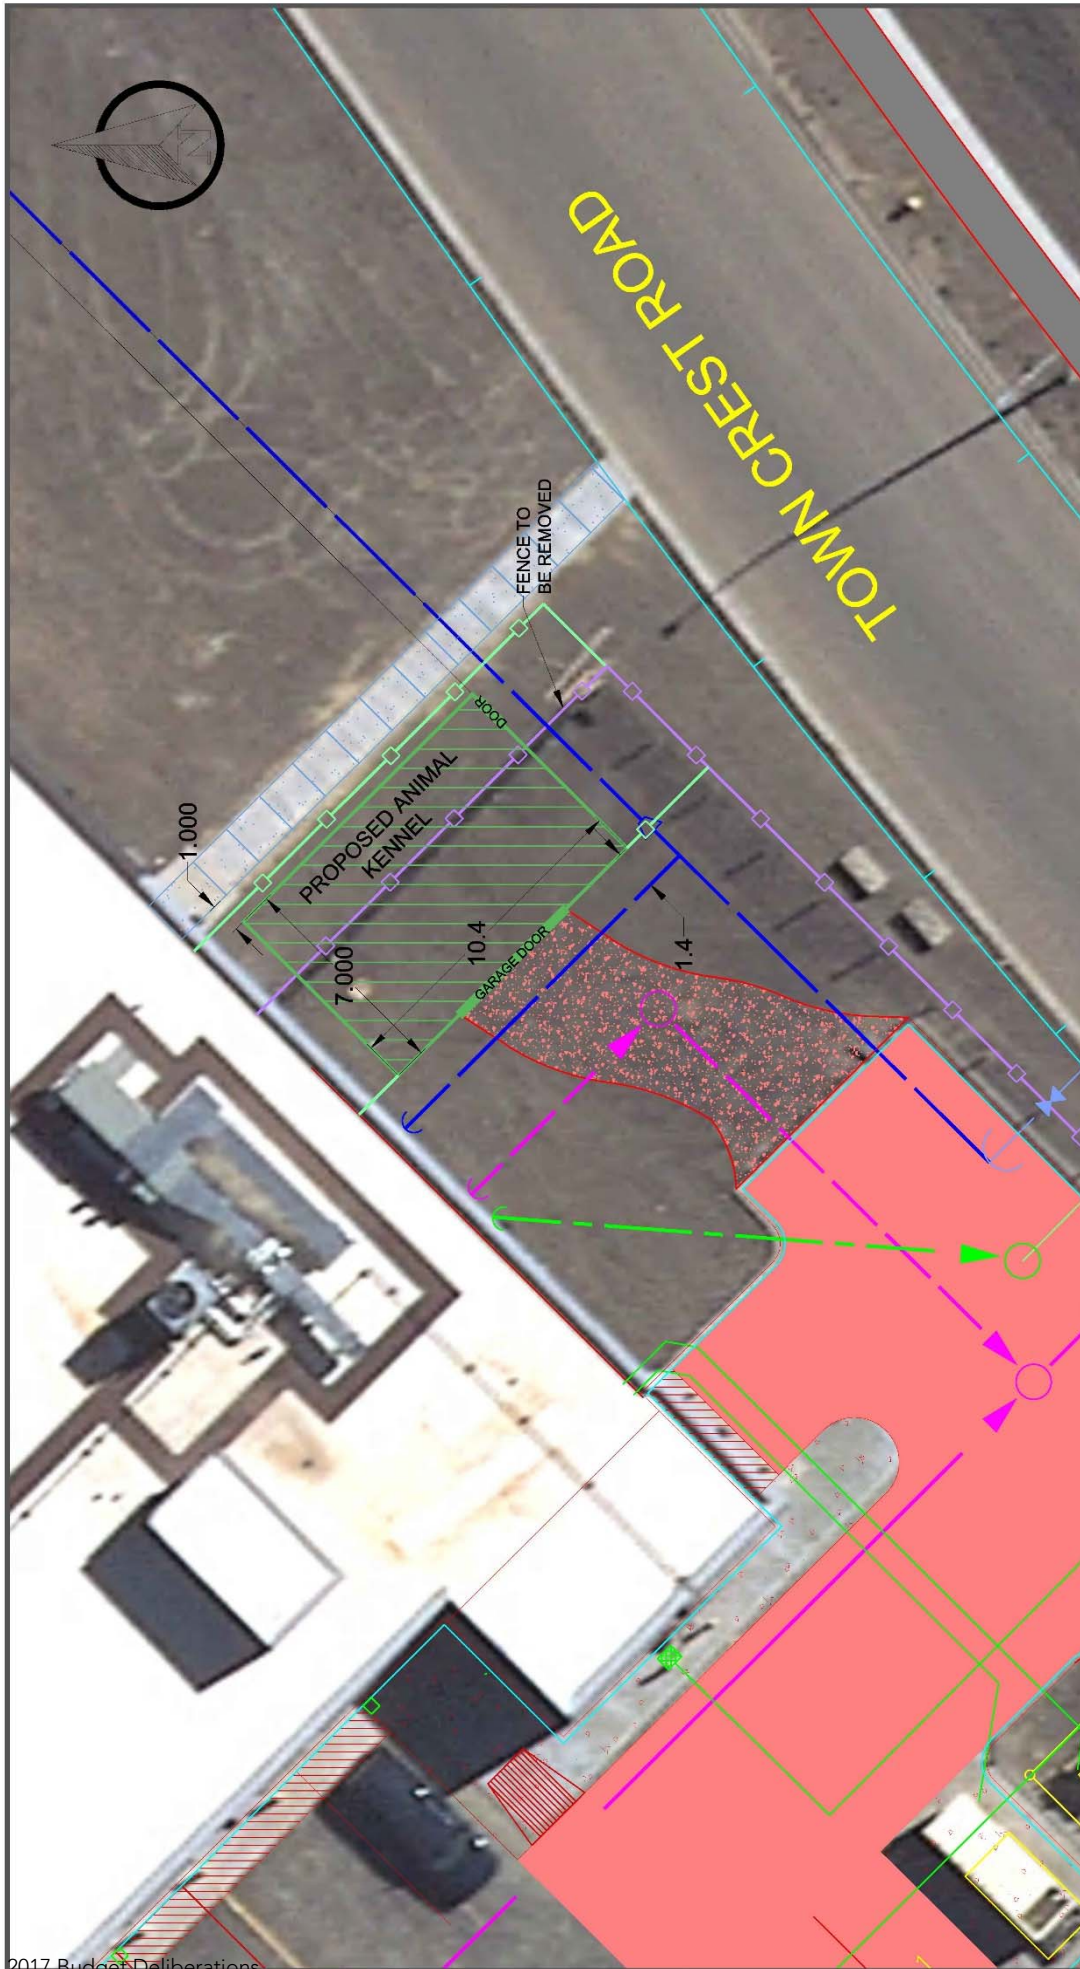 N
TOWN CREST ROAD
FENCE TO
BE REMOVED
DOOR
1.000
PROPOSED ANIMAL
KENNEL
7.000
10.4
GARAGE DOOR
1.4
1
2017 Budget Deliberations